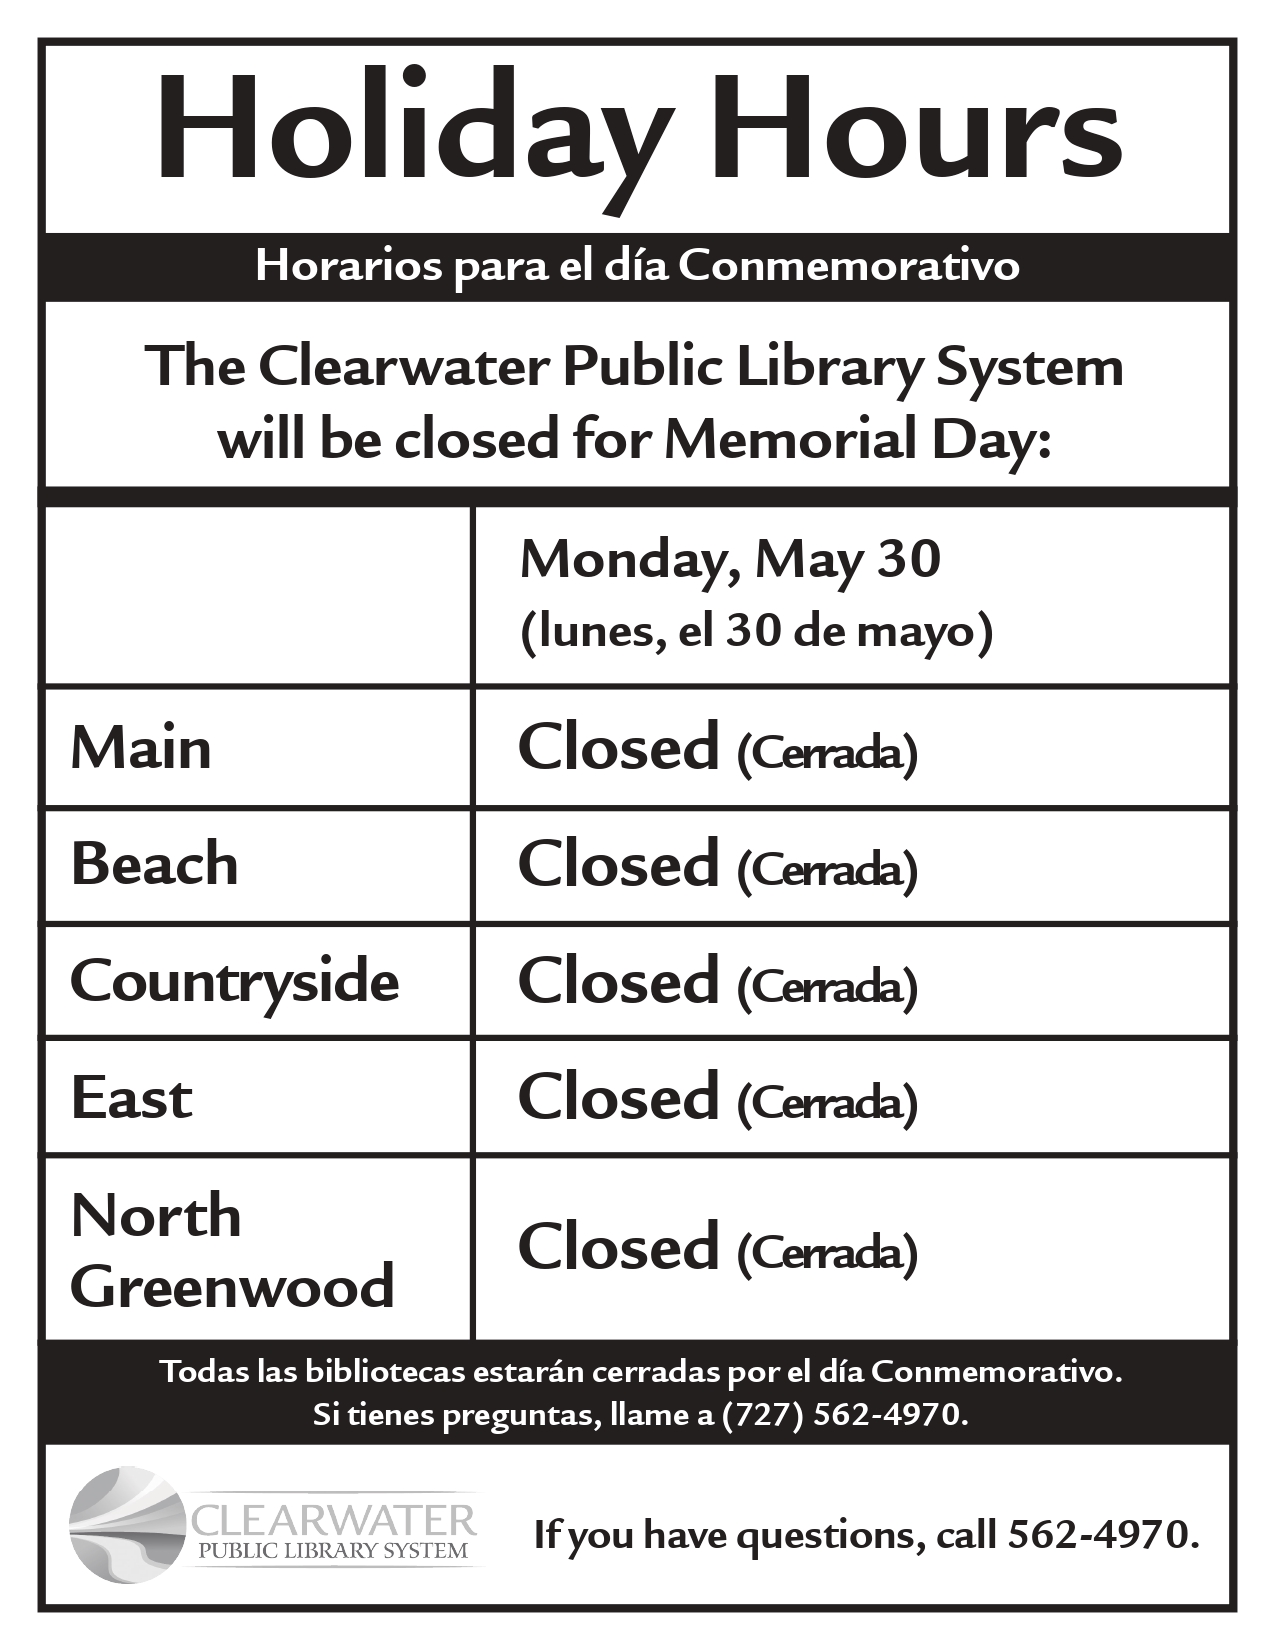 Holiday Hours
Horarios para el día Conmemorativo
The Clearwater Public Library System
will be closed for Memorial Day:
Monday, May 30
(lunes, el 30 de mayo)
Main
Closed (Cerrada)
Beach
Closed (Cerrada)
Countryside
Closed (Cerrada)
East
Closed (Cerrada)
North
Greenwood
Closed (Cerrada)
Todas las bibliotecas estarán cerradas por el día Conmemorativo.
Si tienes preguntas, llame a (727) 562-4970.
CLEARWATER
PUBLIC LIBRARY SYSTEM
If you have questions, call 562-4970.